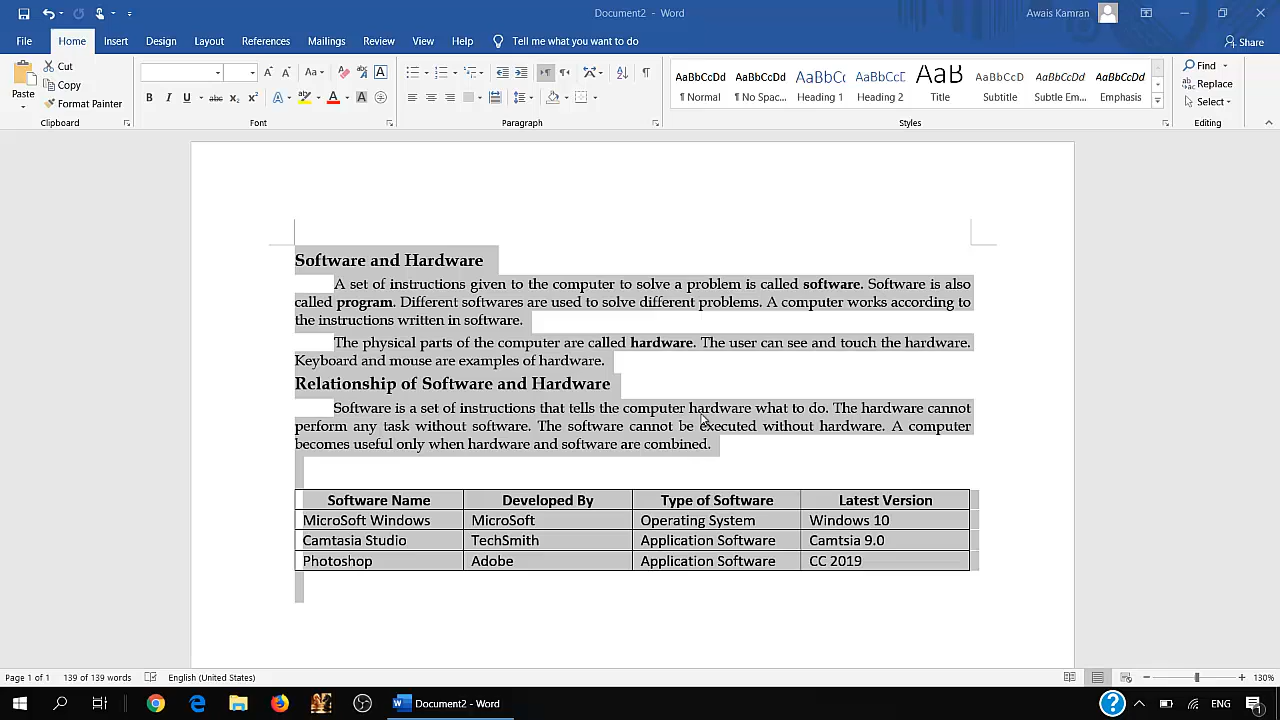 Document2 - Word
Awais Kamran
File Home Insert Design Layout References Mailings Review View Help Tell me what you want to do Share
Paste
Cut
Copy
Format Painter
Clipboard
Font
Paragraph
AaBbCcDd AaBbCcDd AaBbCc AaBbCcE AaB AaBbCcD AaBbCcDd AaBbCcDd
¶ Normal ¶ No Spac... Heading 1 Heading 2 Title Subtitle Subtle Em... Emphasis
Styles
Find
Replace
Select
Editing
Software and Hardware
A set of instructions given to the computer to solve a problem is called software. Software is also
called program. Different softwares are used to solve different problems. A computer works according to
the instructions written in software.
The physical parts of the computer are called hardware. The user can see and touch the hardware.
Keyboard and mouse are examples of hardware.
Relationship of Software and Hardware
Software is a set of instructions that tells the computer hardware what to do. The hardware cannot
perform any task without software. The software cannot be executed without hardware. A computer
becomes useful only when hardware and software are combined.
Software Name Developed By Type of Software Latest Version
MicroSoft Windows MicroSoft Operating System Windows 10
Camtasia Studio TechSmith Application Software Camtsia 9.0
Photoshop Adobe Application Software CC 2019
Page 1 of 1 139 of 139 words English (United States) 130%
Document2 - Word ENG